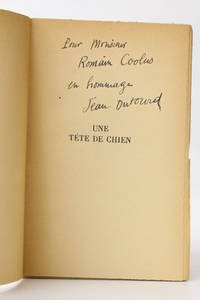 Pour Monsieur
Romain Coolus
en hommage
Jean Dutourd
UNE
TÊTE DE CHIEN